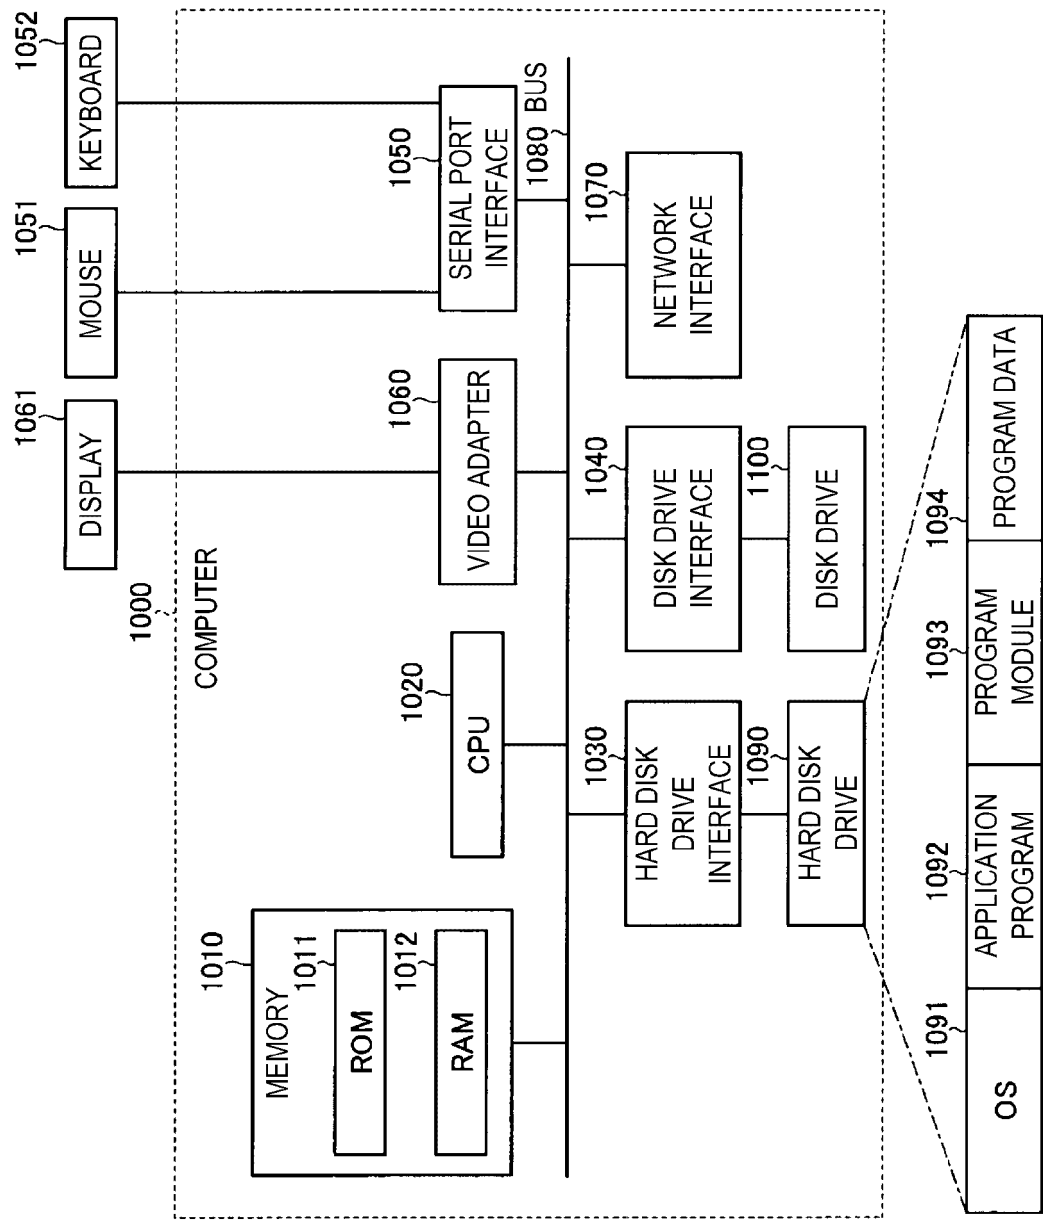 1000
COMPUTER
1010
MEMORY
1011
ROM
1012
RAM
1020
CPU
1061
DISPLAY
1051
MOUSE
1052
KEYBOARD
1060
VIDEO ADAPTER
1050
SERIAL PORT
INTERFACE
1080 BUS
1030
HARD DISK
DRIVE
INTERFACE
1040
DISK DRIVE
INTERFACE
1070
NETWORK
INTERFACE
1090
HARD DISK
DRIVE
1100
DISK DRIVE
1091
OS
1092
APPLICATION
PROGRAM
1093
PROGRAM
MODULE
1094
PROGRAM DATA